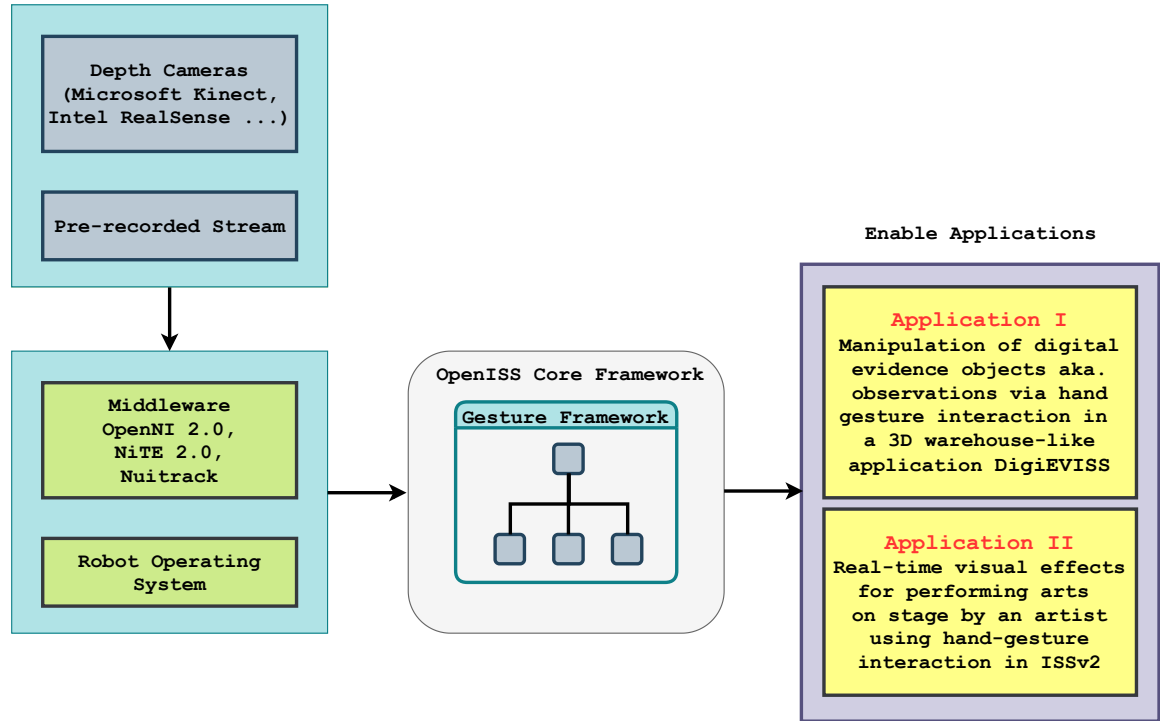 Depth Cameras
(Microsoft Kinect,
Intel RealSense ...)
Pre-recorded Stream
Middleware
OpenNI 2.0,
NiTE 2.0,
Nuitrack
Robot Operating
System
OpenISS Core Framework
Gesture Framework
Enable Applications
Application I
Manipulation of digital
evidence objects aka.
observations via hand
gesture interaction in
a 3D warehouse-like
application DigiEVISS
Application II
Real-time visual effects
for performing arts
on stage by an artist
using hand-gesture
interaction in ISSv2